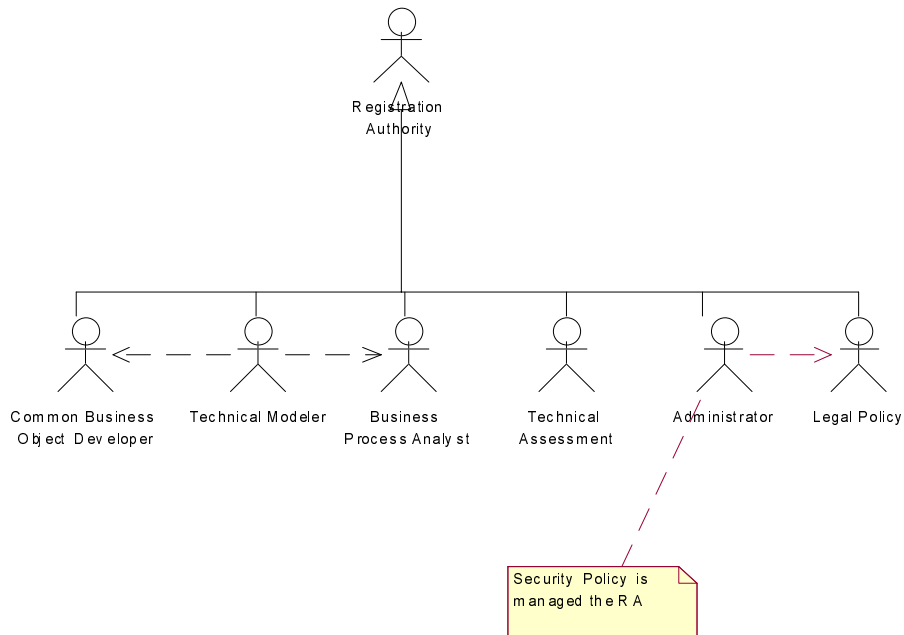 Registration
Authority
Common Business
Object Developer
Technical Modeler
Business
Process Analyst
Technical
Assessment
Administrator
Legal Policy
Security Policy is
managed the RA